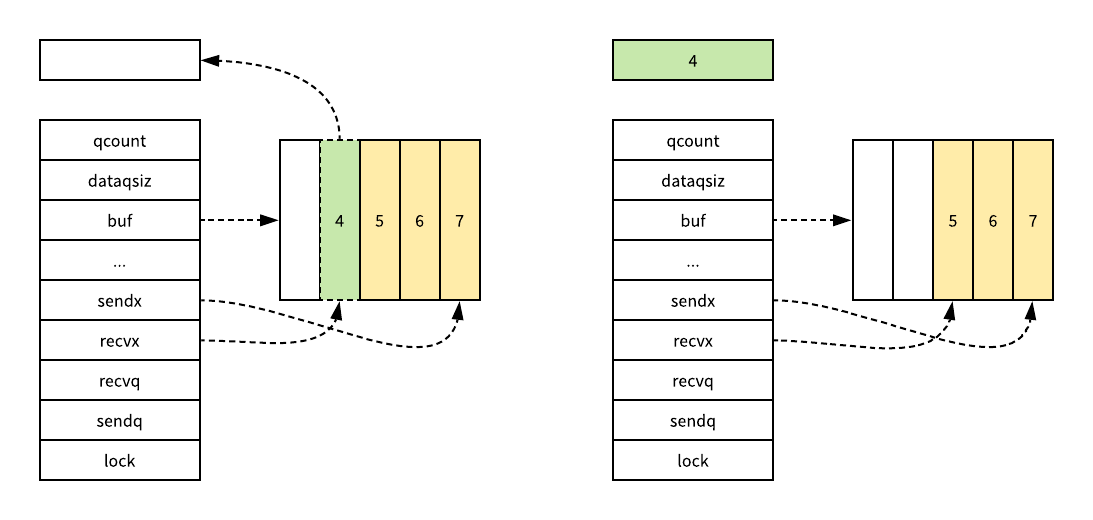 qcount
dataqsiz
buf
...
sendx
recvx
recvq
sendq
lock
4 5 6 7
4
qcount
dataqsiz
buf
...
sendx
recvx
recvq
sendq
lock
5 6 7